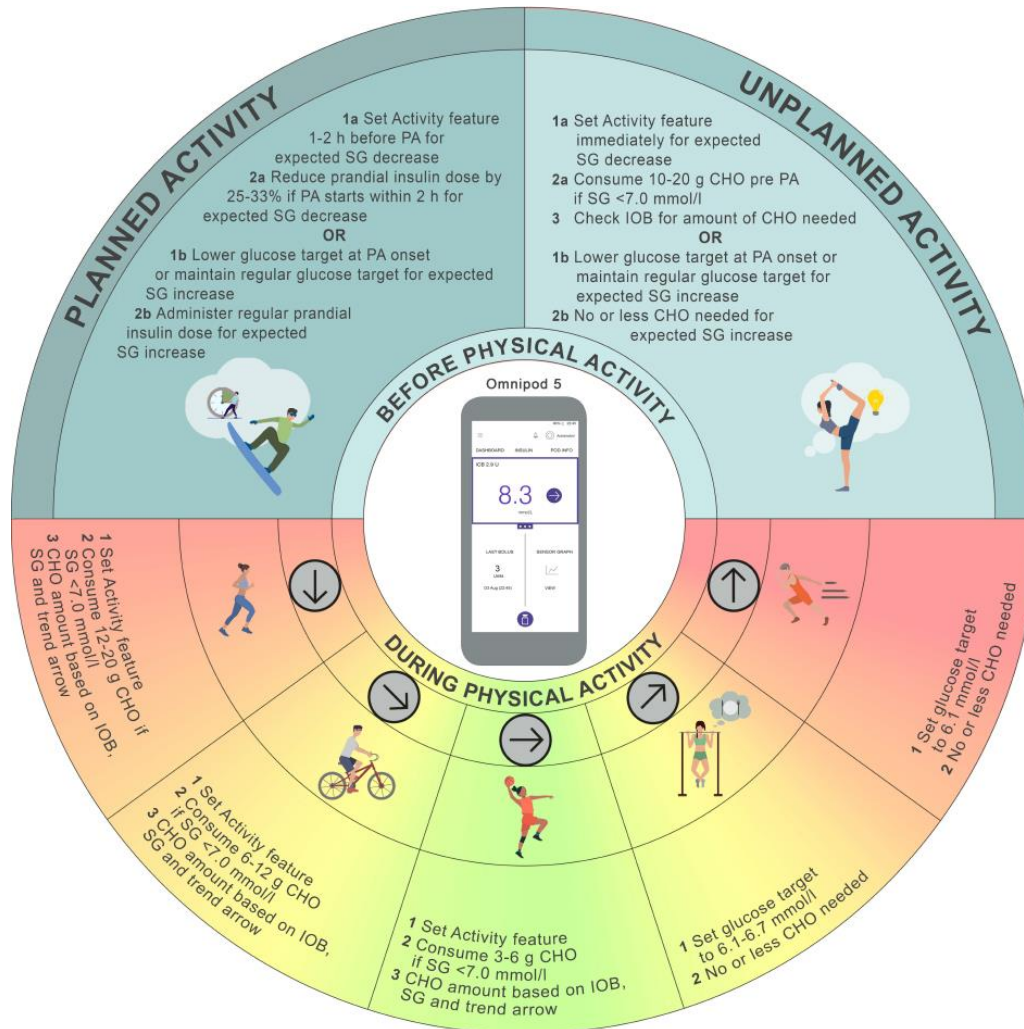 PLANNED ACTIVITY
1a Set Activity feature
1-2 h before PA for
expected SG decrease
2a Reduce prandial insulin dose by
25-33% if PA starts within 2 h for
expected SG decrease
OR
1b Lower glucose target at PA onset
or maintain regular glucose target for expected
SG increase
2b Administer regular prandial
insulin dose for expected
SG increase
UNPLANNED ACTIVITY
1a Set Activity feature
immediately for expected
SG decrease
2a Consume 10-20 g CHO pre PA
if SG <7.0 mmol/l
3 Check IOB for amount of CHO needed
OR
1b Lower glucose target at PA onset or
maintain regular glucose target for
expected SG increase
2b No or less CHO needed for
expected SG increase
BEFORE PHYSICAL ACTIVITY
Omnipod 5
DASHBOARD INSULIN POD INFO
8.3
LAST BOLUS
3
SENSOR GRAPH
VIEW
DURING PHYSICAL ACTIVITY
1 Set Activity feature
2 Consume 12-20 g CHO if
SG <7.0 mmol/l
3 CHO amount based on IOB,
SG and trend arrow
1 Set Activity feature
2 Consume 6-12 g CHO
if SG <7.0 mmol/l
3 CHO amount based on IOB,
SG and trend arrow
1 Set Activity feature
2 Consume 3-6 g CHO
if SG <7.0 mmol/l
3 CHO amount based on IOB,
SG and trend arrow
1 Set glucose target
to 6.1-6.7 mmol/l
2 No or less CHO needed
1 Set glucose target
to 6.1 mmol/l
2 No or less CHO needed